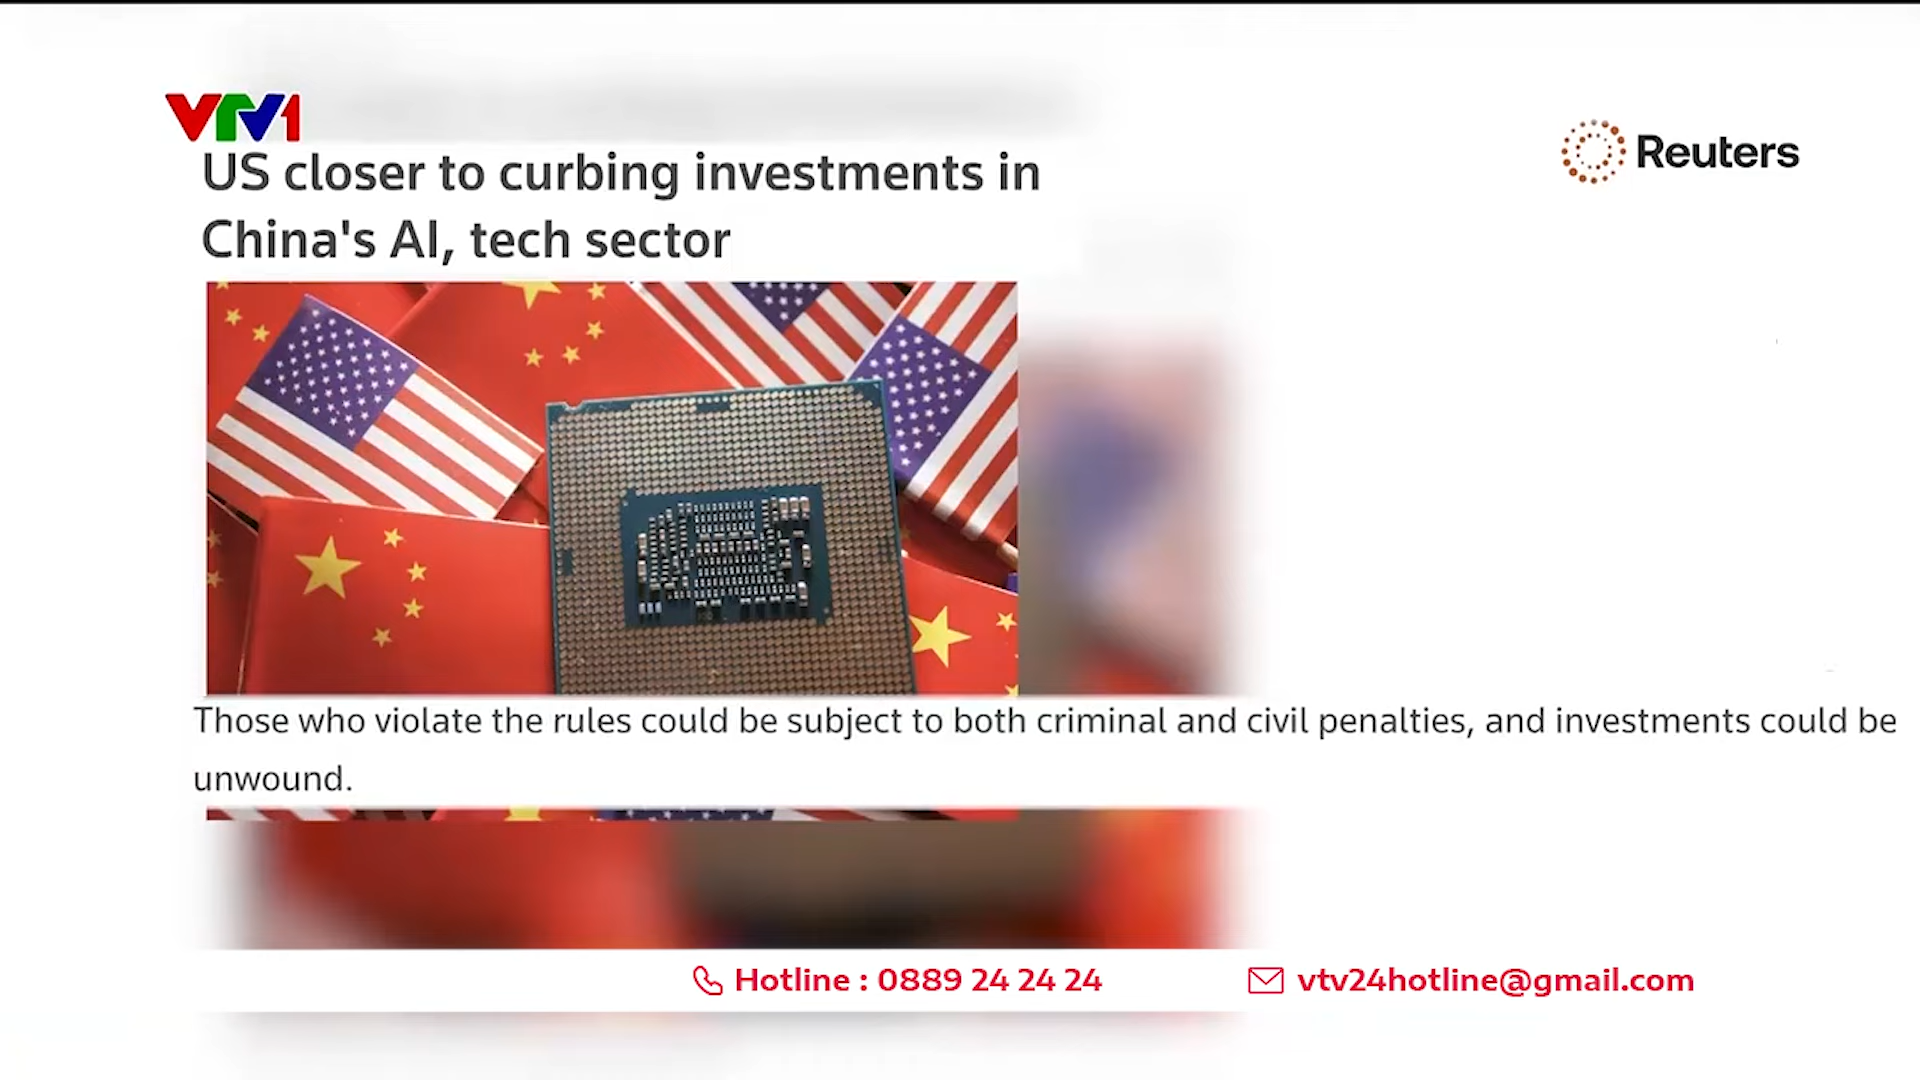 VTV1
Reuters
US closer to curbing investments in
China's AI, tech sector
Those who violate the rules could be subject to both criminal and civil penalties, and investments could be
unwound.
Hotline : 0889 24 24 24
vtv24hotline@gmail.com